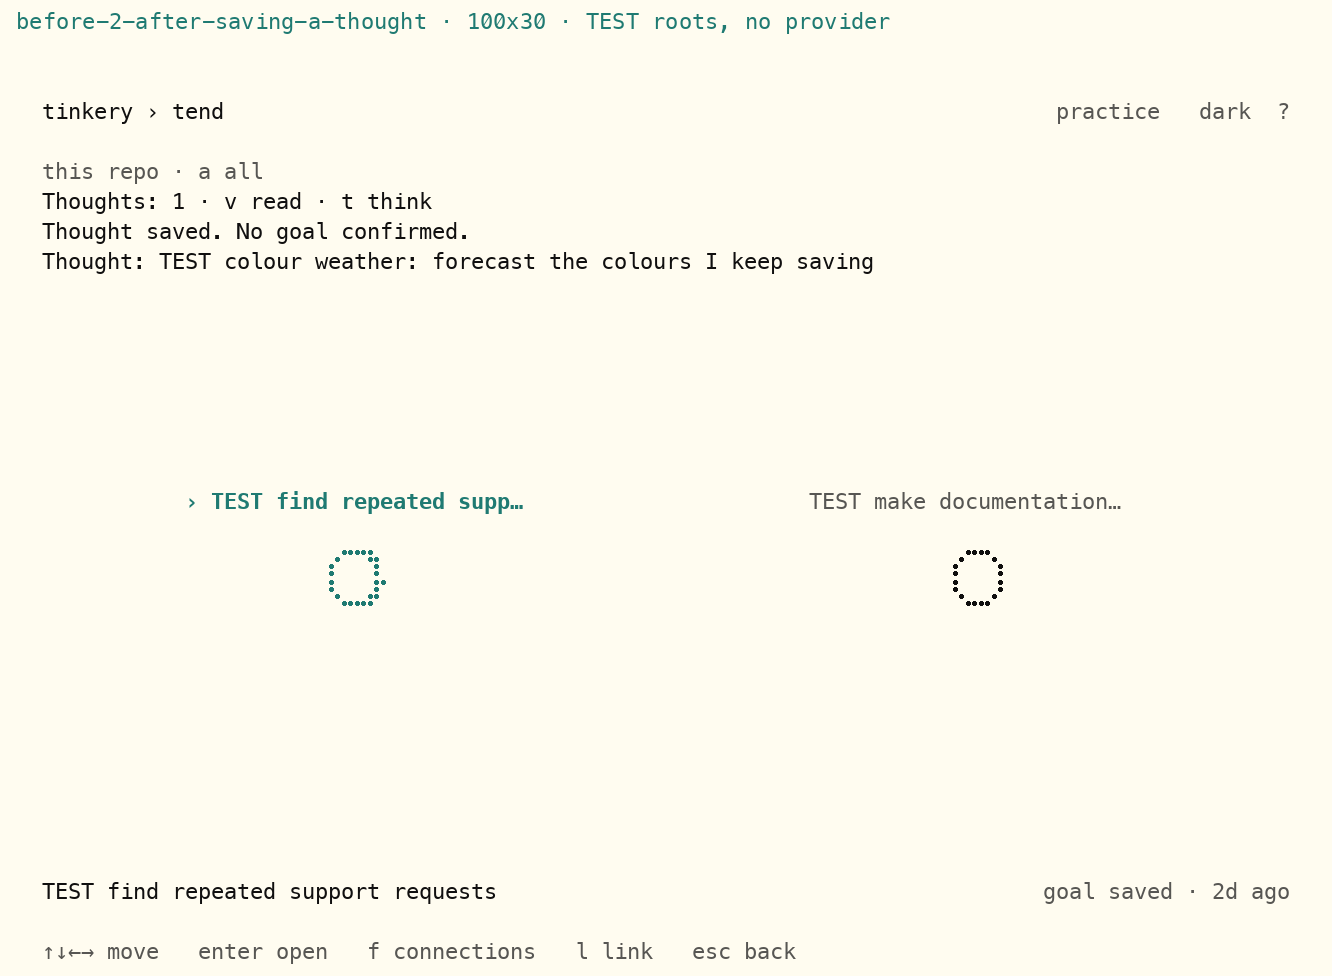 before−2−after−saving−a−thought · 100x30 · TEST roots, no provider
tinkery › tend
practice dark ?
this repo · a all
Thoughts: 1 · v read · t think
Thought saved. No goal confirmed.
Thought: TEST colour weather: forecast the colours I keep saving
› TEST find repeated supp…
TEST make documentation…
TEST find repeated support requests
goal saved · 2d ago
↑↓←→ move enter open f connections l link esc back